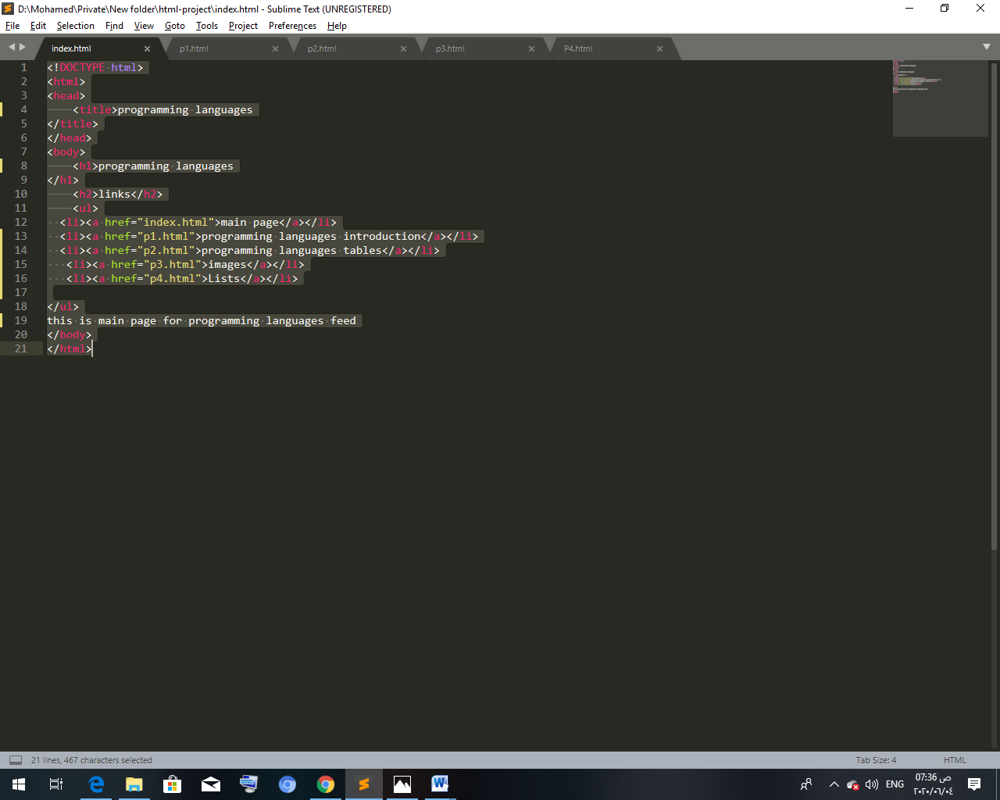 D:\Mohamed\Private\New folder\html-project\index.html - Sublime Text (UNREGISTERED)
File Edit Selection Find View Goto Tools Project Preferences Help
index.html p1.html p2.html p3.html P4.html
1 <!DOCTYPE html>
2 <html>
3 <head>
4 <title>programming languages
5 </title>
6 </head>
7 <body>
8 <h1>programming languages
9 </h1>
10 <h2>links</h2>
11 <ul>
12 <li><a href="index.html">main page</a></li>
13 <li><a href="p1.html">programming languages introduction</a></li>
14 <li><a href="p2.html">programming languages tables</a></li>
15 <li><a href="p3.html">images</a></li>
16 <li><a href="p4.html">Lists</a></li>
17
18 </ul>
19 this is main page for programming languages feed
20 </body>
21 </html>
21 lines, 467 characters selected Tab Size: 4 HTML
ENG 07:36 ص
٢٠٢٠/٠٦/٠٤